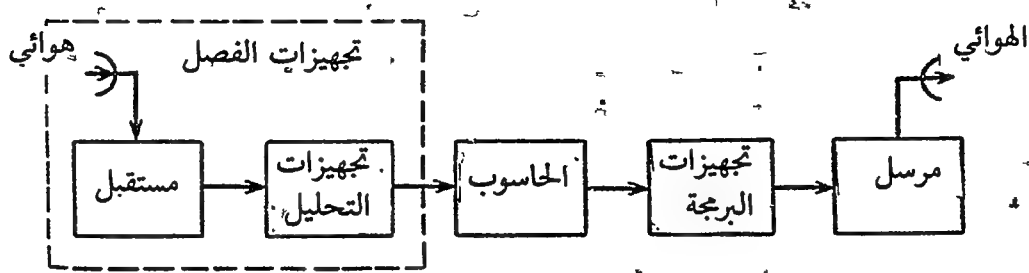 هوائي
تجهيزات الفصل
الهوائي
مستقبل
تجهيزات
التحليل
الحاسوب
تجهيزات
البرمجة
مرسل